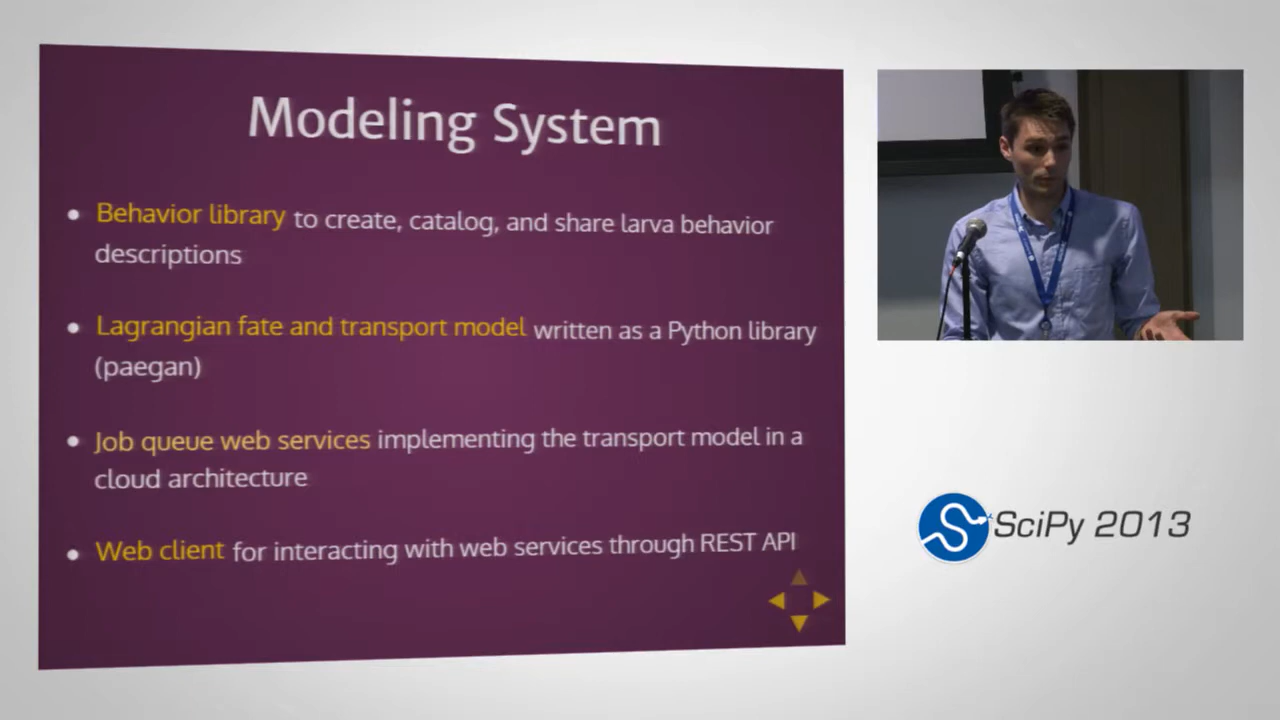 Modeling System
Behavior library to create, catalog, and share larva behavior
descriptions
Lagrangian fate and transport model written as a Python library
(paegan)
Job queue web services implementing the transport model in a
cloud architecture
Web client for interacting with web services through REST API
SciPy 2013